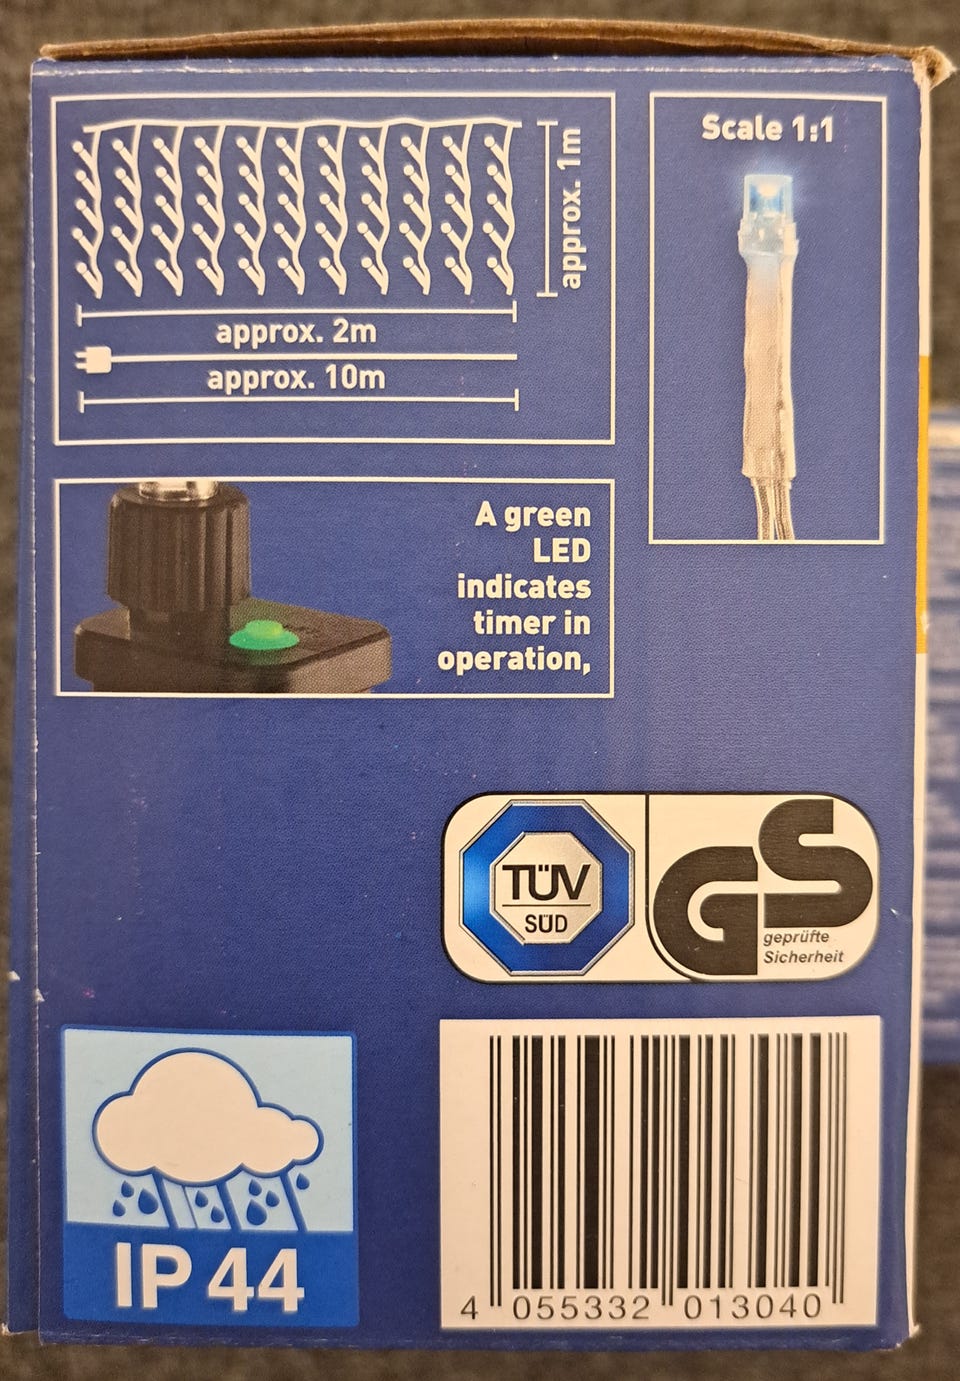 approx. 1m
approx. 2m
approx. 10m
Scale 1:1
A green
LED
indicates
timer in
operation,
TÜV
SÜD
GS
geprüfte
Sicherheit
IP 44
4 055332 013040